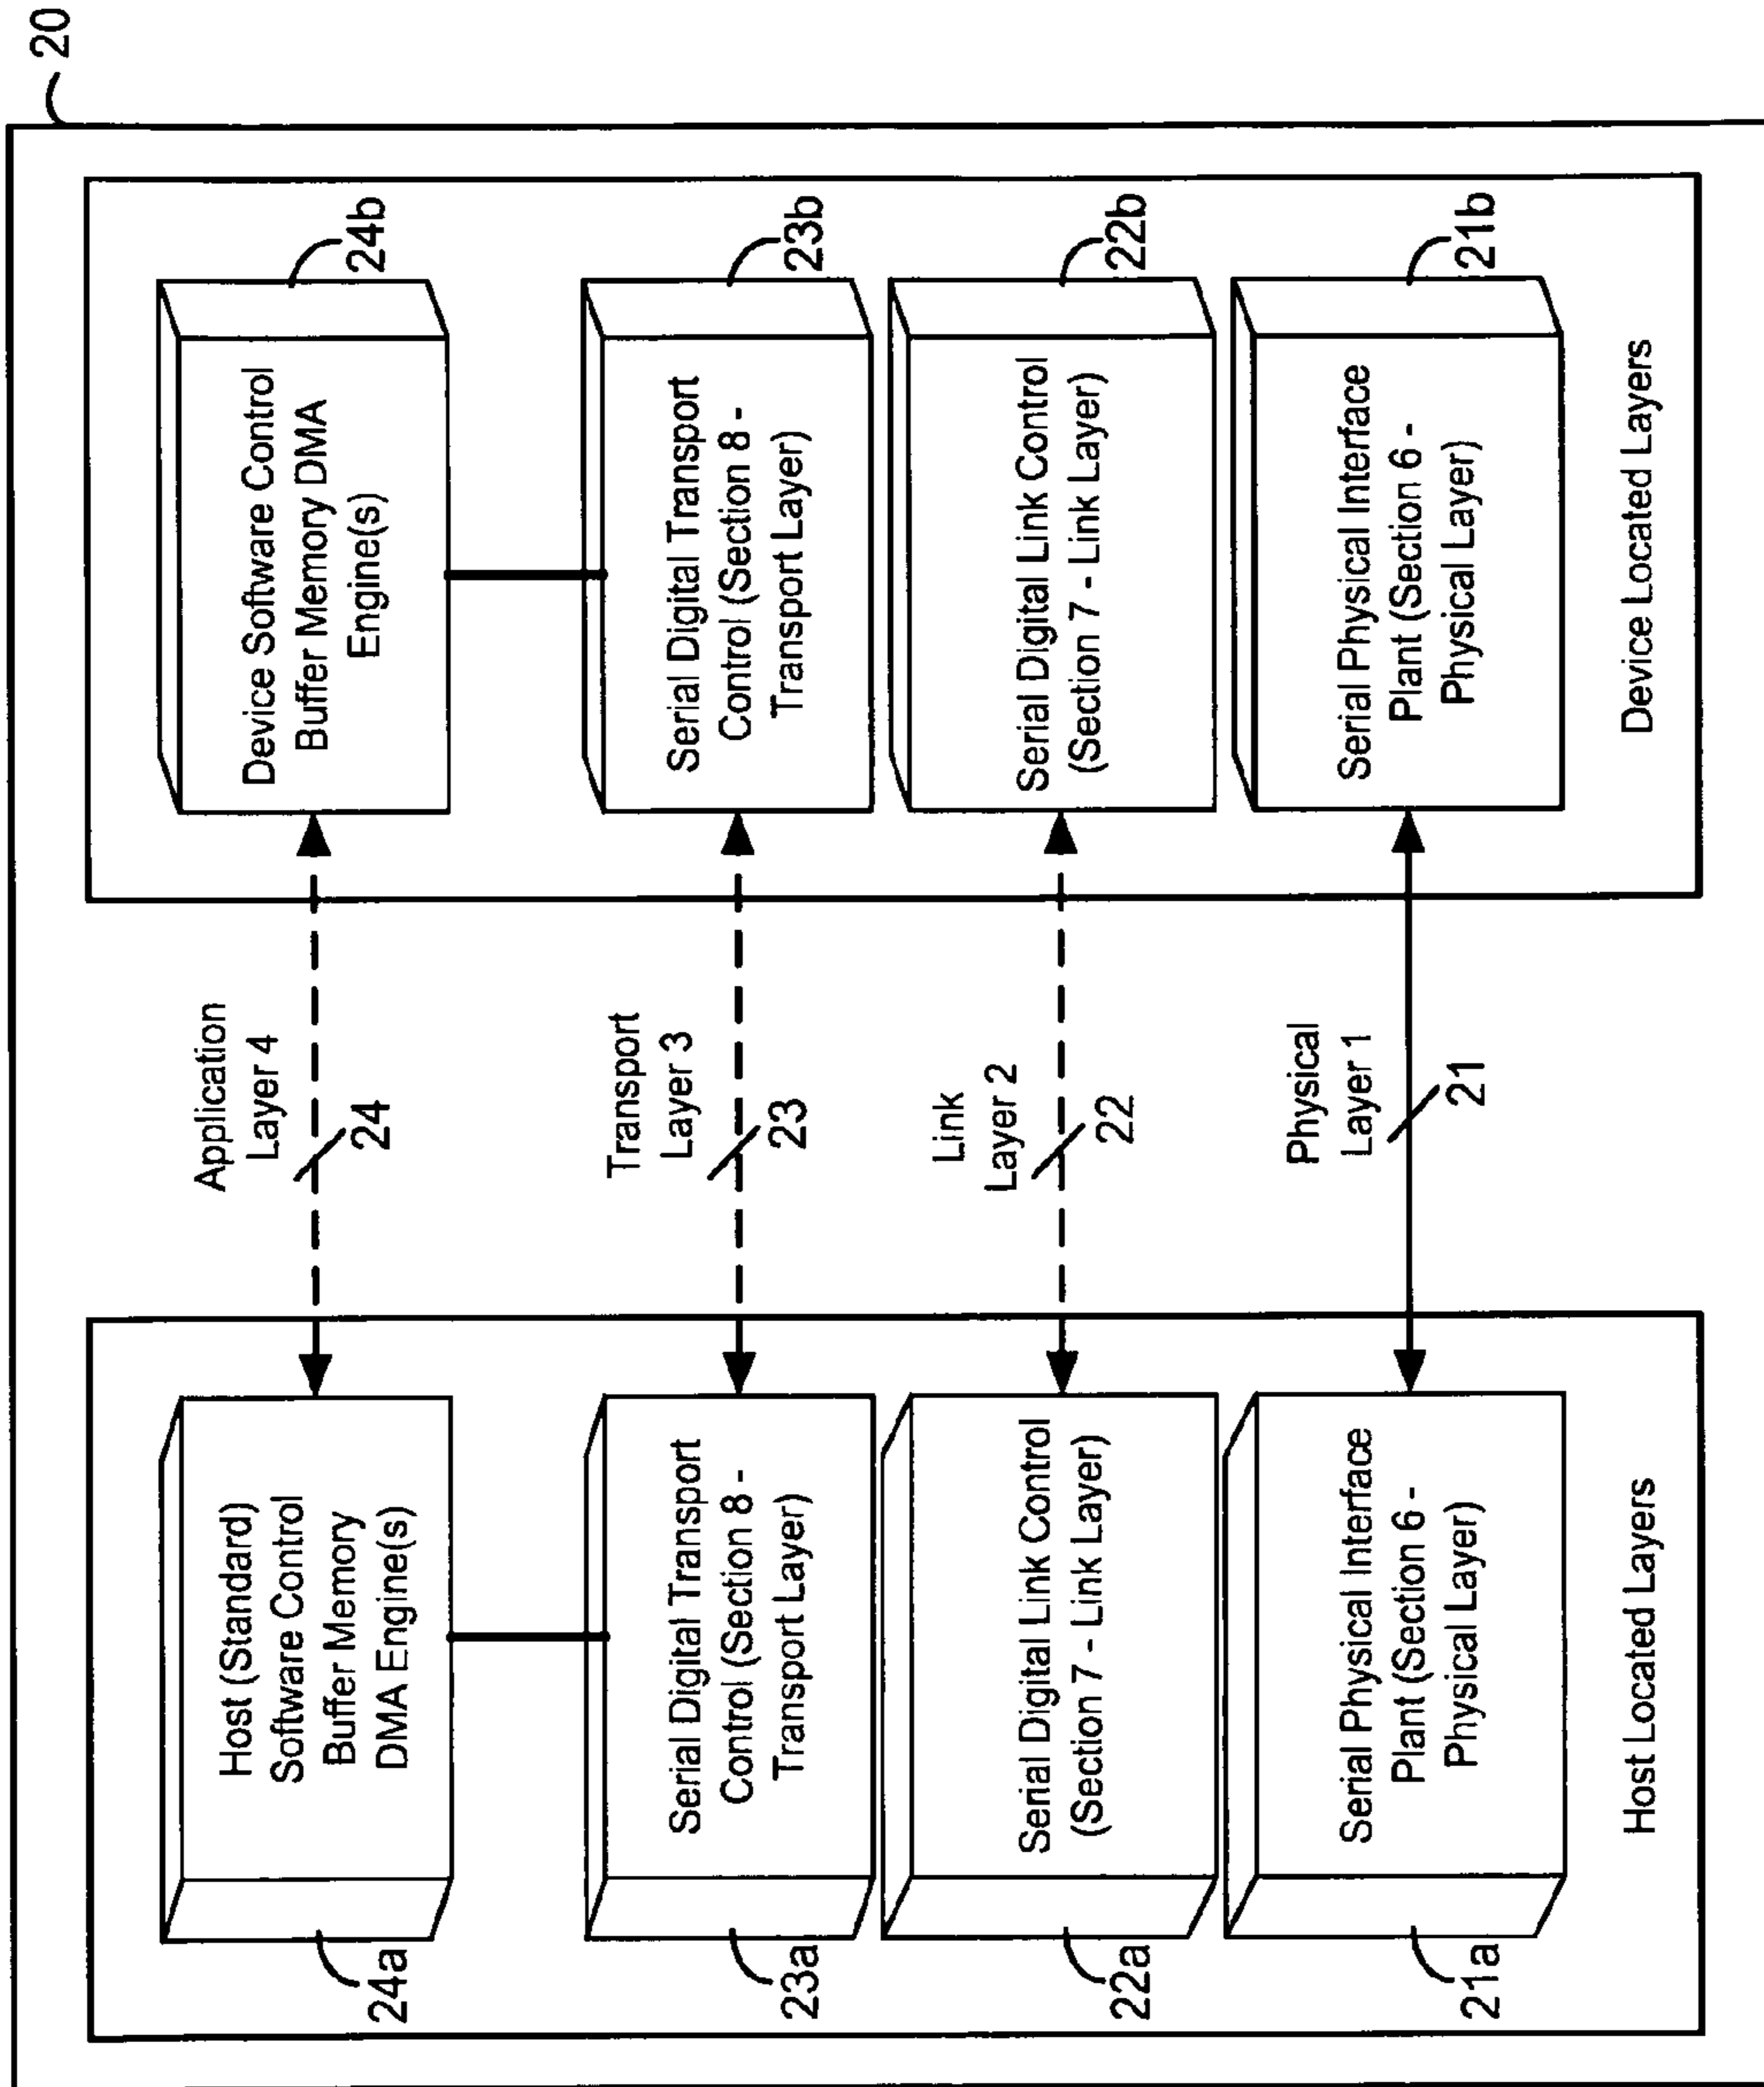 20
24a
Host (Standard)
Software Control
Buffer Memory
DMA Engine(s)
Application
Layer 4
24
Device Software Control
Buffer Memory DMA
Engine(s)
24b
23a
Serial Digital Transport
Control (Section 8 -
Transport Layer)
Transport
Layer 3
23
Serial Digital Transport
Control (Section 8 -
Transport Layer)
23b
22a
Serial Digital Link Control
(Section 7 - Link Layer)
Link
Layer 2
22
Serial Digital Link Control
(Section 7 - Link Layer)
22b
21a
Serial Physical Interface
Plant (Section 6 -
Physical Layer)
Physical
Layer 1
21
Serial Physical Interface
Plant (Section 6 -
Physical Layer)
21b
Host Located Layers
Device Located Layers